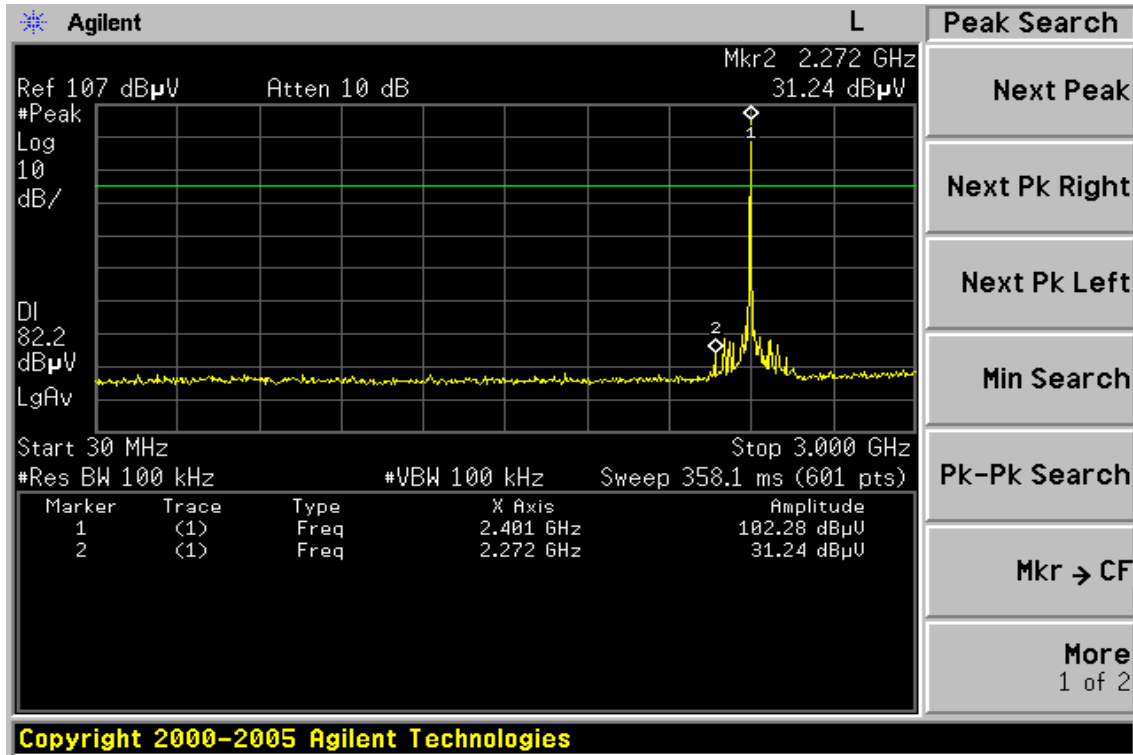 Agilent L Peak Search
Mkr2 2.272 GHz
Ref 107 dBµV Atten 10 dB 31.24 dBµV
#Peak
Log
10
dB/
1
2
DI
82.2
dBµV
LgAv
Start 30 MHz Stop 3.000 GHz
#Res BW 100 kHz #VBW 100 kHz Sweep 358.1 ms (601 pts)
Marker Trace Type X Axis Amplitude
1 (1) Freq 2.401 GHz 102.28 dBµV
2 (1) Freq 2.272 GHz 31.24 dBµV
Next Peak
Next Pk Right
Next Pk Left
Min Search
Pk-Pk Search
Mkr → CF
More
1 of 2
Copyright 2000-2005 Agilent Technologies